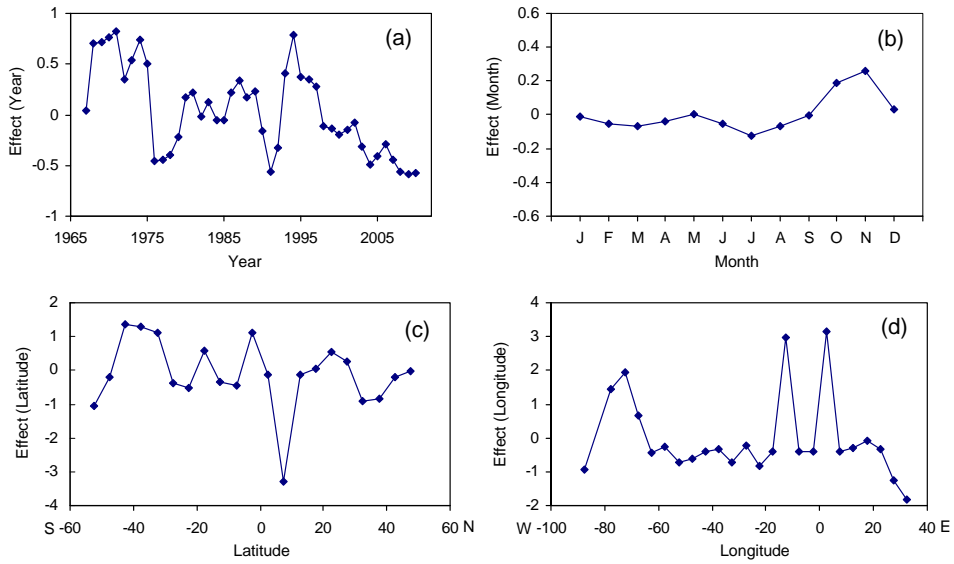 (a)
Effect (Year)
1
0.5
0
-0.5
-1
1965 1975 1985 1995 2005
Year
(b)
Effect (Month)
0.6
0.4
0.2
0
-0.2
-0.4
-0.6
J F M A M J J A S O N D
Month
(c)
Effect (Latitude)
2
1
0
-1
-2
-3
-4
S -60 -40 -20 0 20 40 60 N
Latitude
(d)
Effect (Longitude)
4
3
2
1
0
-1
-2
W -100 -80 -60 -40 -20 0 20 40 E
Longitude